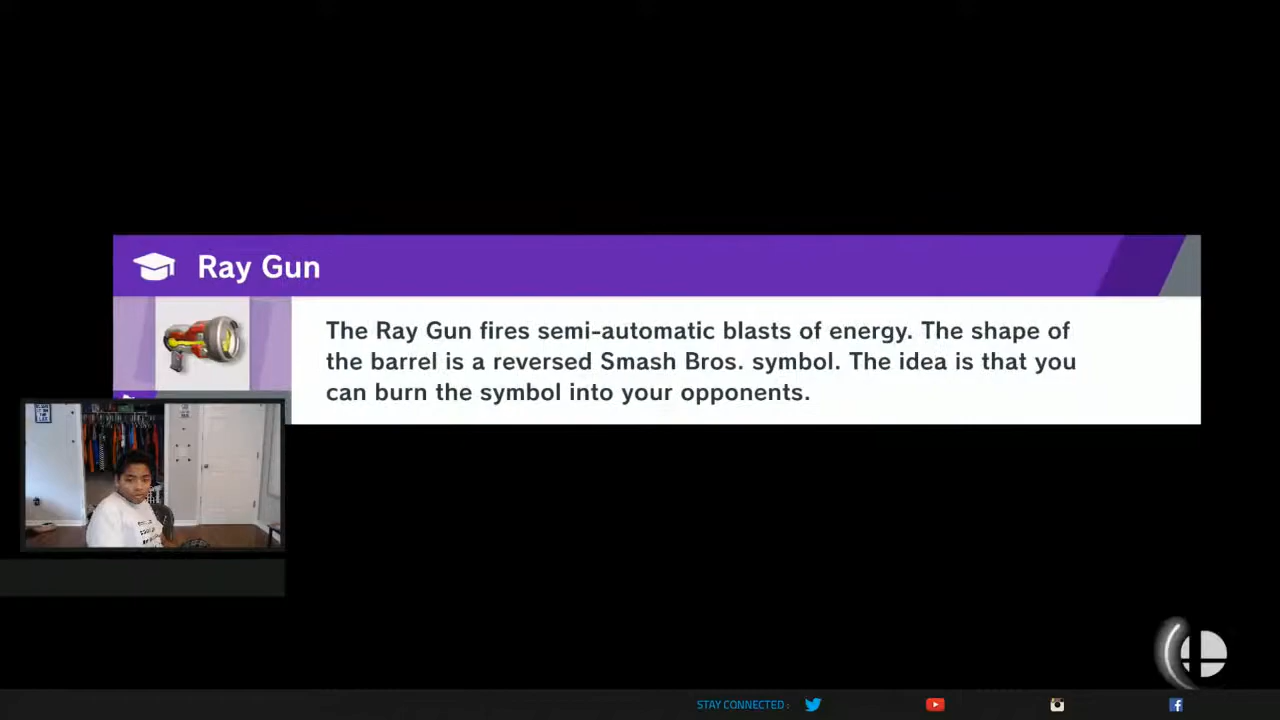 Ray Gun
The Ray Gun fires semi-automatic blasts of energy. The shape of
the barrel is a reversed Smash Bros. symbol. The idea is that you
can burn the symbol into your opponents.
STAY CONNECTED :